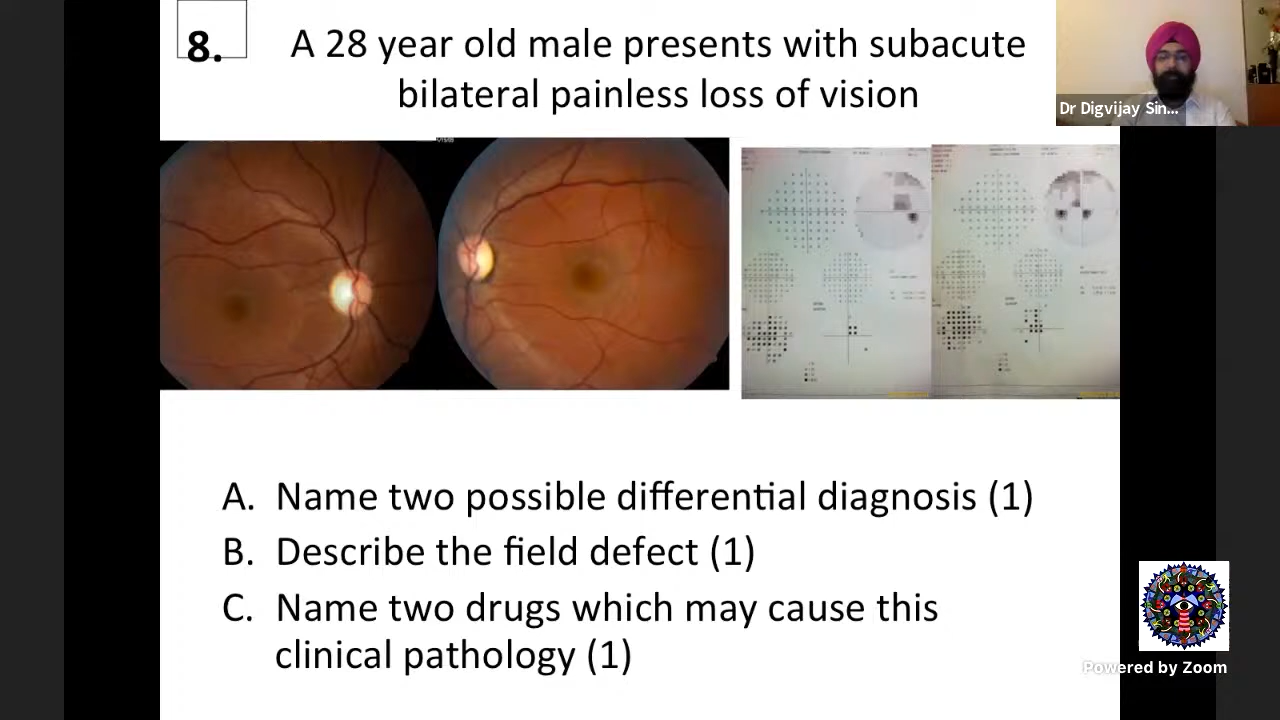 8.
A 28 year old male presents with subacute
bilateral painless loss of vision
Dr Digvijay Sin...
A. Name two possible differential diagnosis (1)
B. Describe the field defect (1)
C. Name two drugs which may cause this
clinical pathology (1)
Powered by Zoom